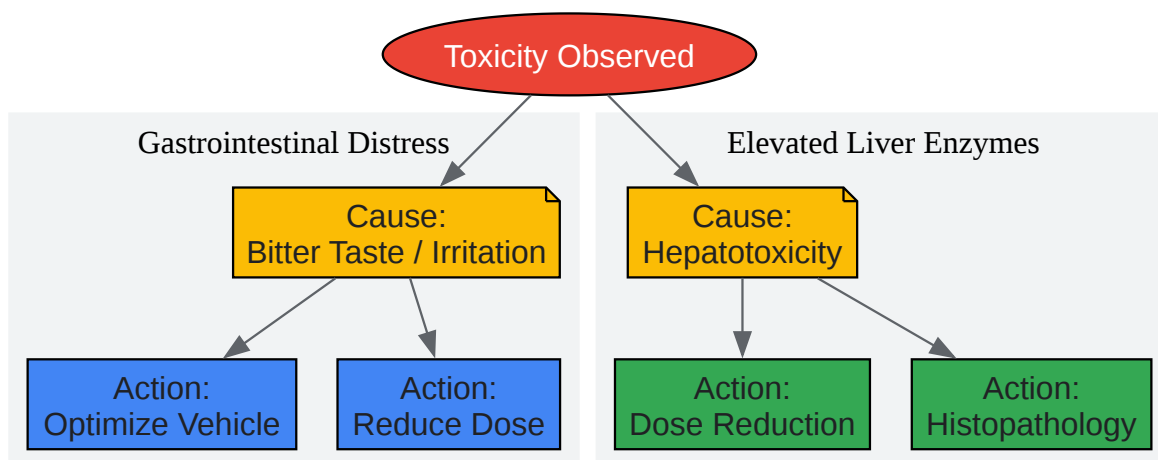 Toxicity Observed
Gastrointestinal Distress
Elevated Liver Enzymes
Cause:
Bitter Taste / Irritation
Cause:
Hepatotoxicity
Action:
Optimize Vehicle
Action:
Reduce Dose
Action:
Dose Reduction
Action:
Histopathology